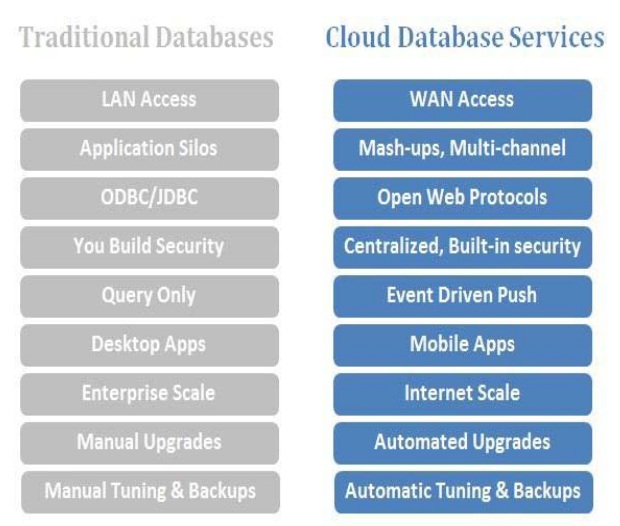 Traditional Databases Cloud Database Services
LAN Access WAN Access
Application Silos Mash-ups, Multi-channel
ODBC/JDBC Open Web Protocols
You Build Security Centralized, Built-in security
Query Only Event Driven Push
Desktop Apps Mobile Apps
Enterprise Scale Internet Scale
Manual Upgrades Automated Upgrades
Manual Tuning & Backups Automatic Tuning & Backups